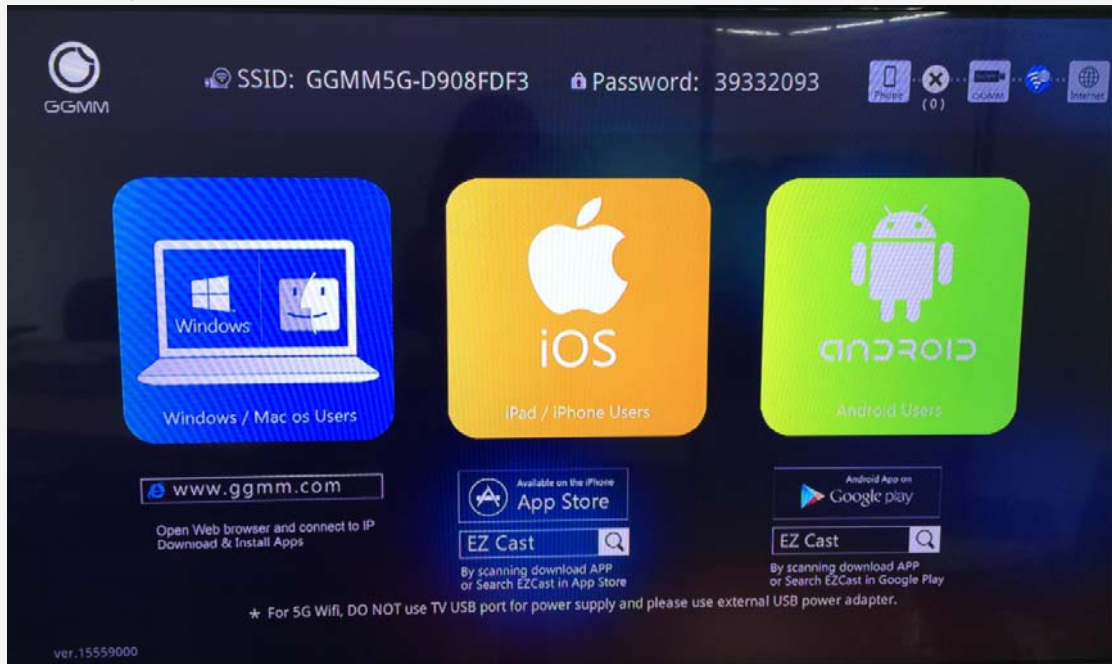 GGMM
SSID: GGMM5G-D908FDF3
Password: 39332093
Phone
(0)
GGMM
Internet
Windows
Windows / Mac os Users
iOS
iPad / iPhone Users
ANDROID
Android Users
www.ggmm.com
Open Web browser and connect to IP
Download & Install Apps
Available on the iPhone
App Store
EZ Cast
By scanning download APP
or Search EZCast in App Store
Android App on
Google play
EZ Cast
By scanning download APP
or Search EZCast in Google Play
* For 5G Wifi, DO NOT use TV USB port for power supply and please use external USB power adapter.
ver.15559000